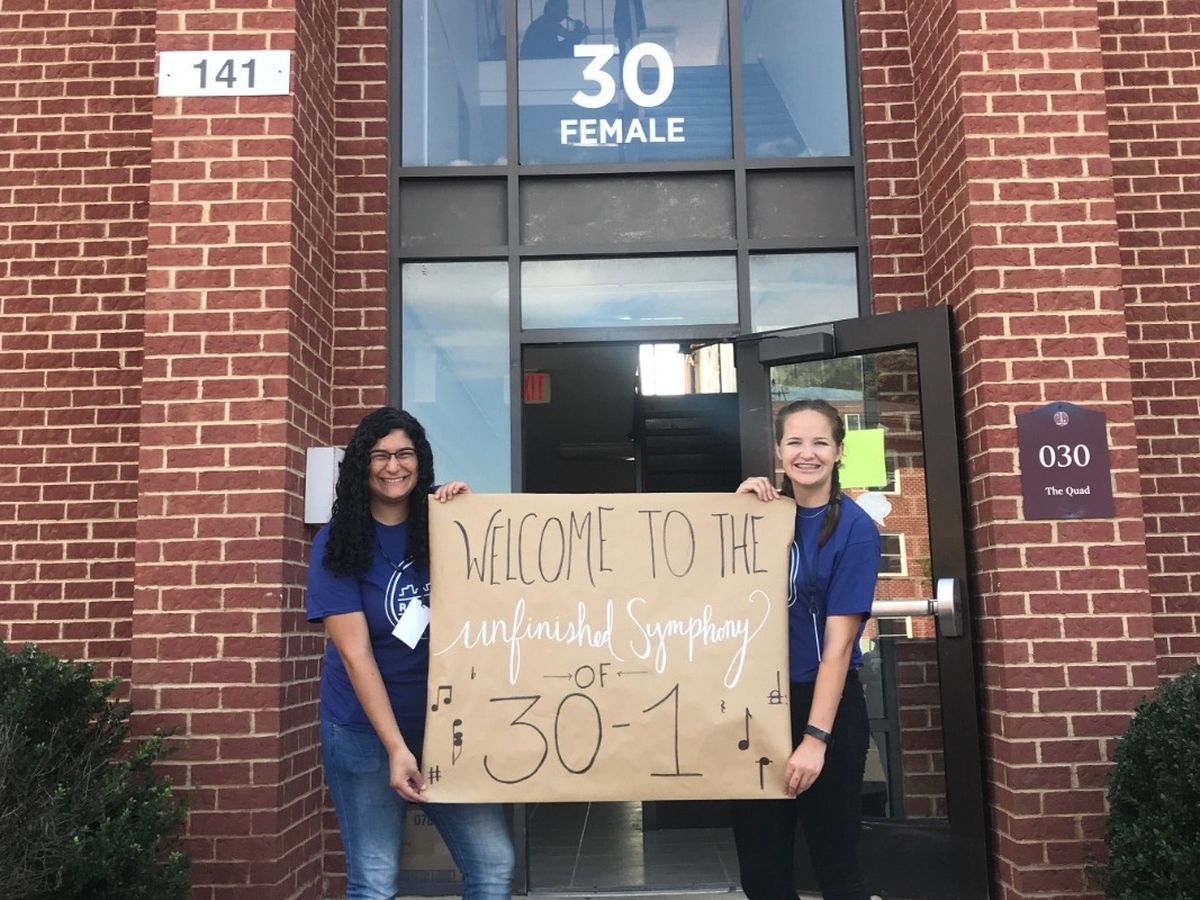 141
30
FEMALE
EXIT
030
The Quad
WELCOME TO THE
unfinished Symphony
OF
30-1